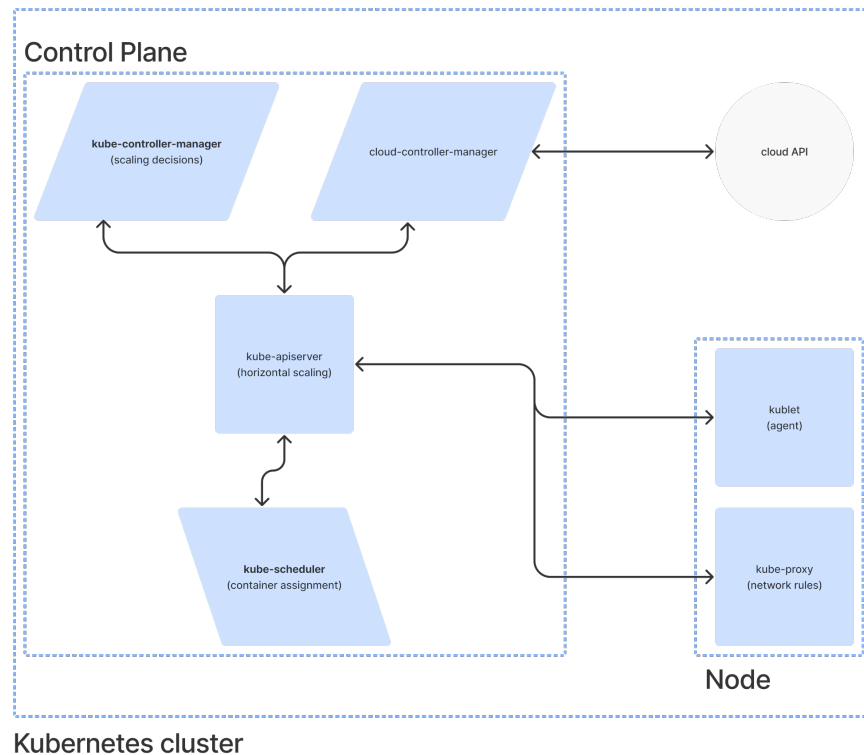 Control Plane
kube-controller-manager
(scaling decisions)
cloud-controller-manager
cloud API
kube-apiserver
(horizontal scaling)
kublet
(agent)
kube-scheduler
(container assignment)
kube-proxy
(network rules)
Node
Kubernetes cluster